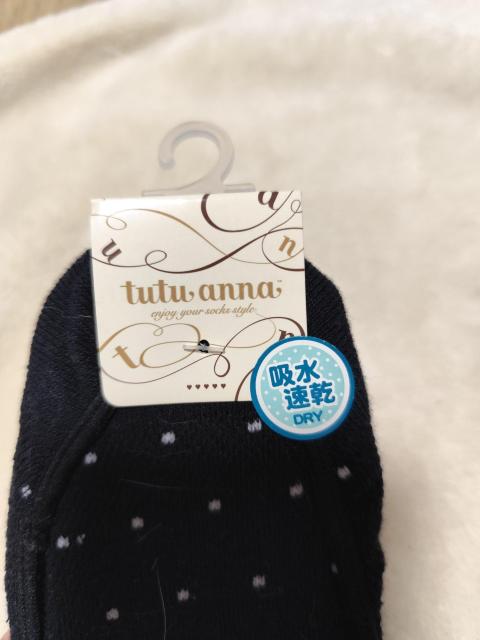 a
u
n
tutu anna
enjoy your socks style
t
n
吸水
速乾
DRY